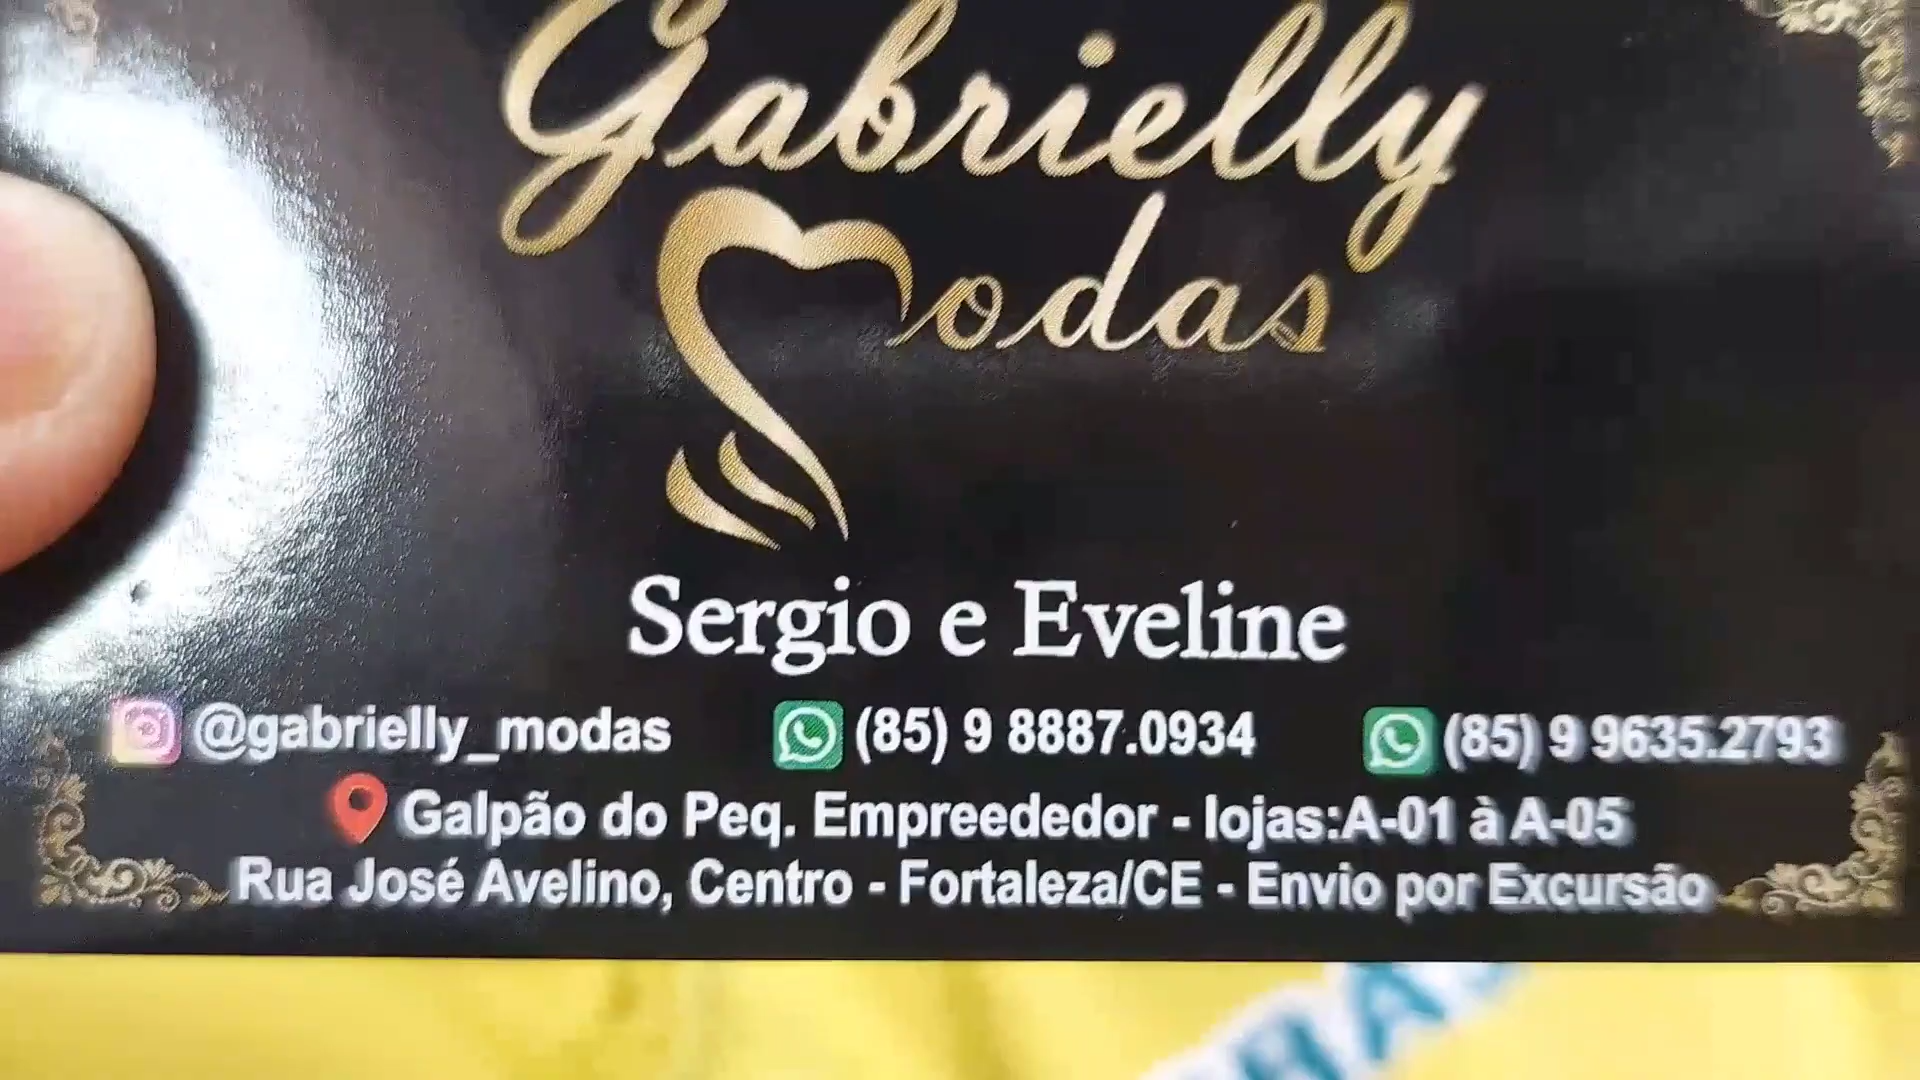 Gabrielly
Modas
Sergio e Eveline
@gabrielly_modas (85) 9 8887.0934 (85) 9 9635.2793
Galpão do Peq. Empreededor - lojas:A-01 à A-05
Rua José Avelino, Centro - Fortaleza/CE - Envio por Excursão